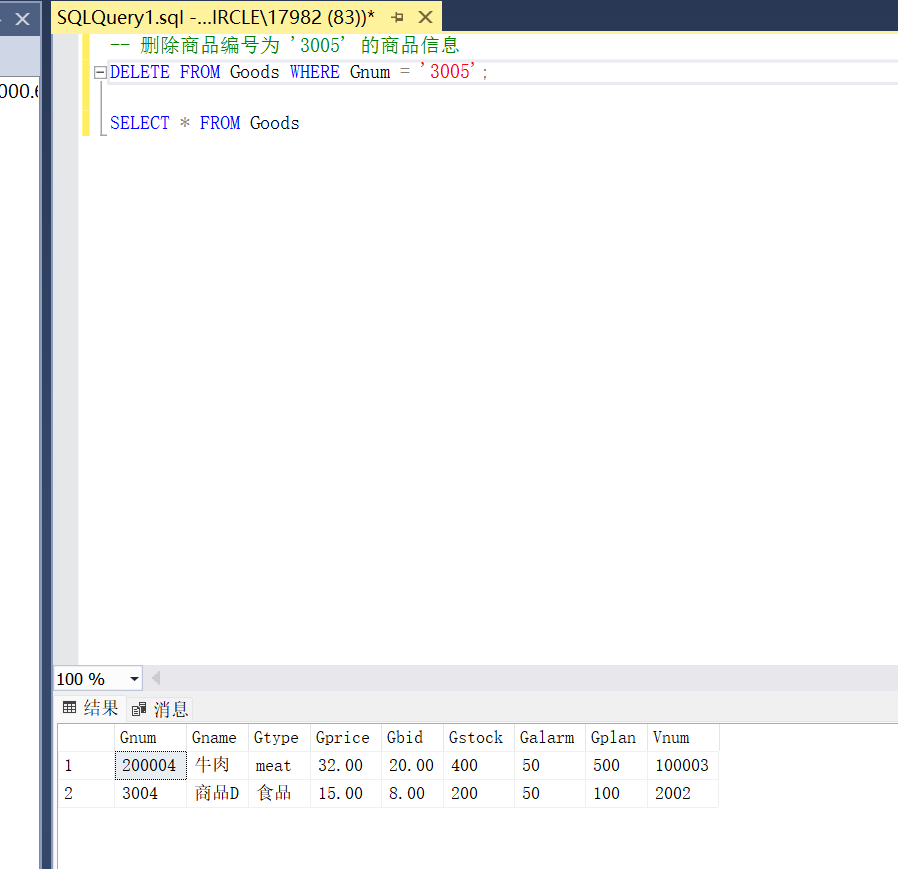 SQLQuery1.sql -...IRCLE\17982 (83))*
-- 删除商品编号为 '3005' 的商品信息
DELETE FROM Goods WHERE Gnum = '3005';
SELECT * FROM Goods
100 %
结果 消息
Gnum Gname Gtype Gprice Gbid Gstock Galarm Gplan Vnum
1 200004 牛肉 meat 32.00 20.00 400 50 500 100003
2 3004 商品D 食品 15.00 8.00 200 50 100 2002